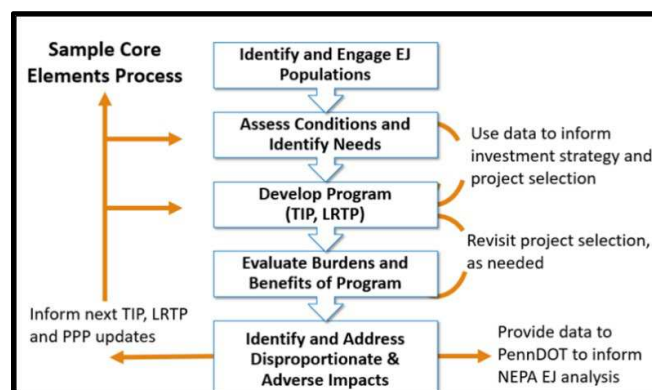 Sample Core
Elements Process
Identify and Engage EJ
Populations
Assess Conditions and
Identify Needs
Use data to inform
investment strategy and
project selection
Develop Program
(TIP, LRTP)
Revisit project selection,
as needed
Evaluate Burdens and
Benefits of Program
Inform next TIP, LRTP
and PPP updates
Identify and Address
Disproportionate &
Adverse Impacts
Provide data to
PennDOT to inform
NEPA EJ analysis